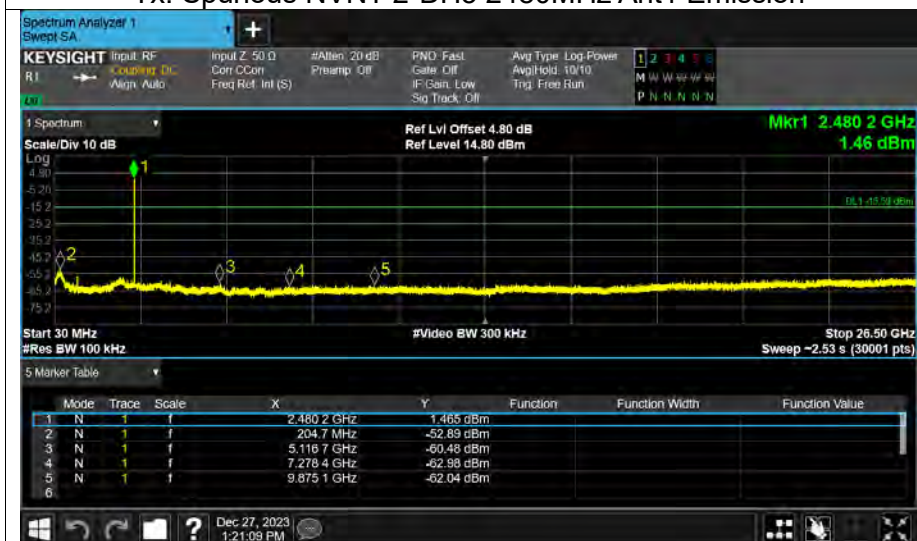 Tx. Spurious NVNT 2-DH5 2480MHz Ant1 Emission
Spectrum Analyzer 1
Swept SA
+
KEYSIGHT Input: RF
R1 Coupling: DC
Align: Auto
Input Z: 50 Ω
Corr CCorr
Freq Ref: Int (S)
#Atten: 20 dB
Preamp: Off
PNO: Fast
Gate: Off
IF Gain: Low
Sig Track: Off
Avg Type: Log-Power
Avg|Hold: 10/10
Trig: Free Run
1 2 3 4 5 6
M W W W W W
P N N N N N
1 Spectrum
Scale/Div 10 dB
Ref Lvl Offset 4.80 dB
Ref Level 14.80 dBm
Mkr1 2.480 2 GHz
1.46 dBm
Log
4.80
-5.20
-15.2
-25.2
-35.2
-45.2
-55.2
-65.2
-75.2
1
2
3
4
5
Start 30 MHz
#Video BW 300 kHz
Stop 26.50 GHz
#Res BW 100 kHz
Sweep ~2.53 s (30001 pts)
5 Marker Table
Mode Trace Scale X Y Function Function Width Function Value
1 N 1 f 2.480 2 GHz 1.465 dBm
2 N 1 f 204.7 MHz -52.89 dBm
3 N 1 f 5.116 7 GHz -60.48 dBm
4 N 1 f 7.278 4 GHz -62.98 dBm
5 N 1 f 9.875 1 GHz -62.04 dBm
6
?
Dec 27, 2023
1:21:09 PM